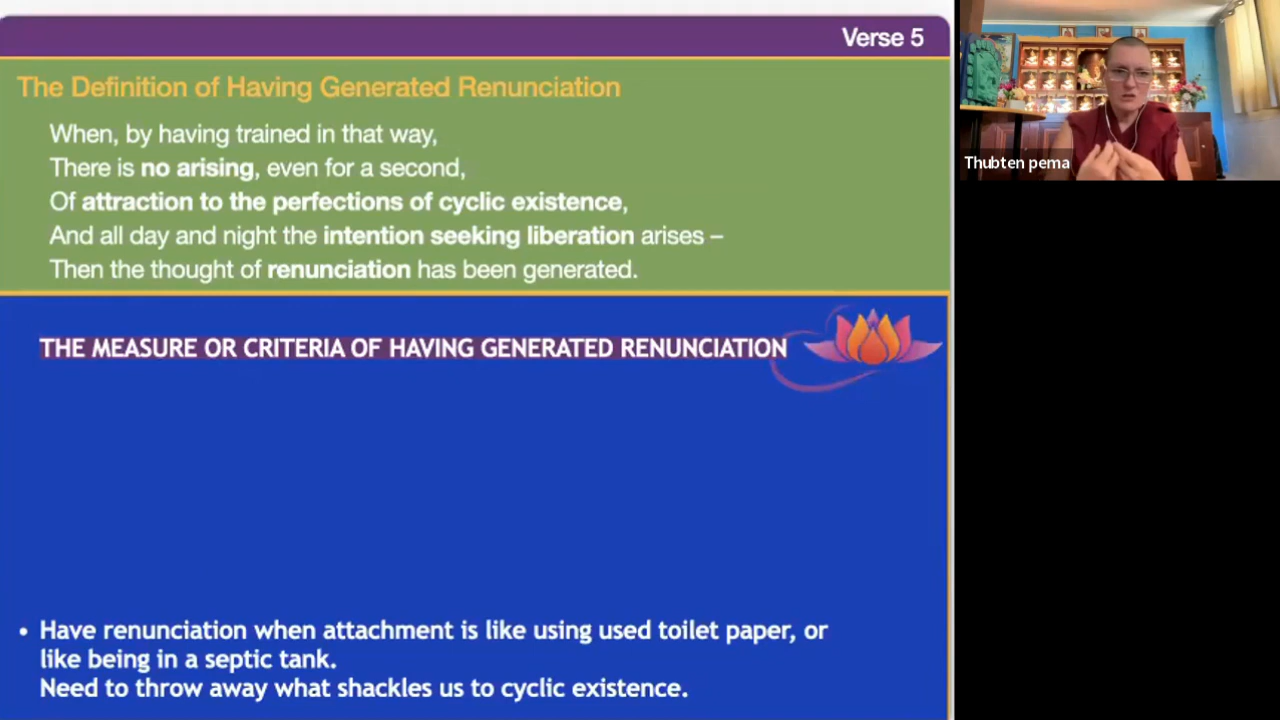 Verse 5
The Definition of Having Generated Renunciation
When, by having trained in that way,
There is no arising, even for a second,
Of attraction to the perfections of cyclic existence,
And all day and night the intention seeking liberation arises –
Then the thought of renunciation has been generated.
THE MEASURE OR CRITERIA OF HAVING GENERATED RENUNCIATION
• Have renunciation when attachment is like using used toilet paper, or
like being in a septic tank.
Need to throw away what shackles us to cyclic existence.
Thubten pema